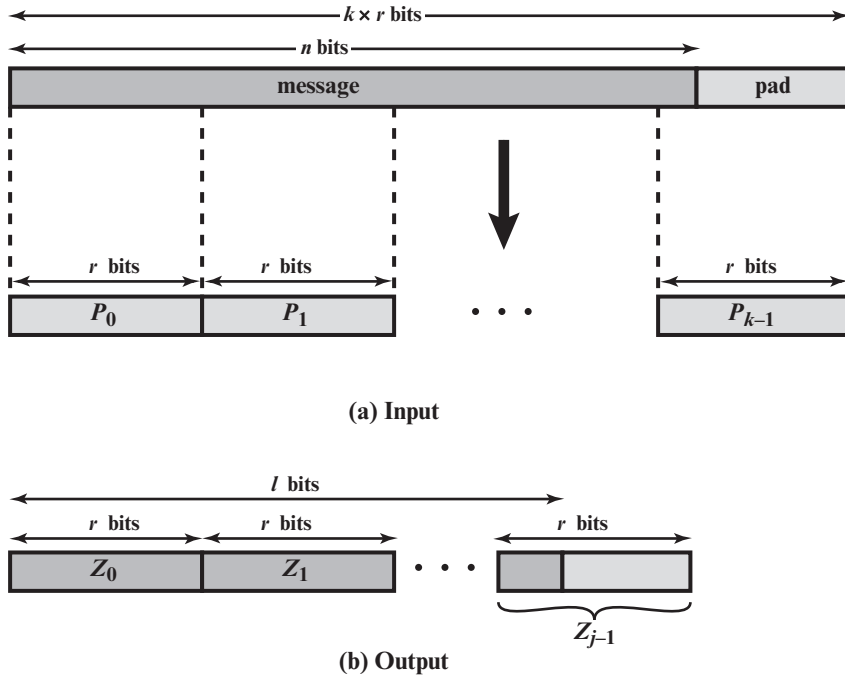 k × r bits
n bits
message pad
r bits r bits r bits
P0 P1 . . . Pk–1
(a) Input
l bits
r bits r bits r bits
Z0 Z1 . . .
Zj–1
(b) Output